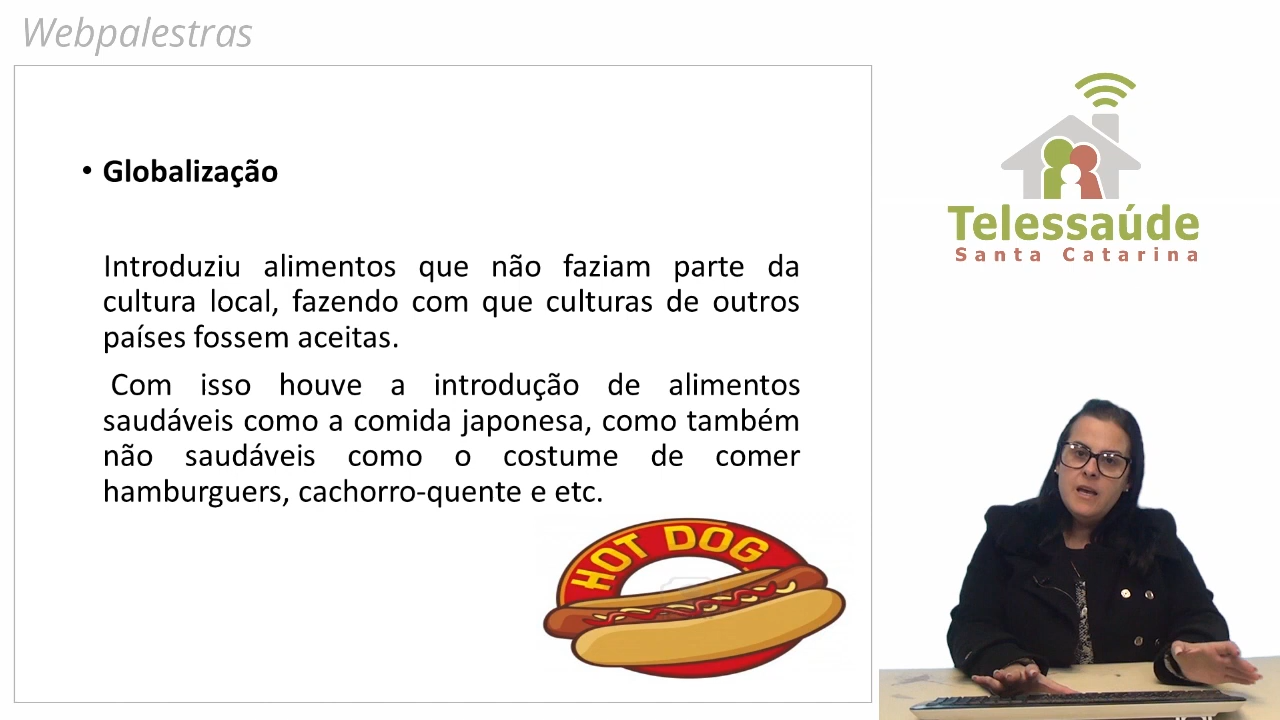 Webpalestras
• Globalização
Introduziu alimentos que não faziam parte da
cultura local, fazendo com que culturas de outros
países fossem aceitas.
Com isso houve a introdução de alimentos
saudáveis como a comida japonesa, como também
não saudáveis como o costume de comer
hamburguers, cachorro-quente e etc.
HOT DOG
Telessaúde
Santa Catarina